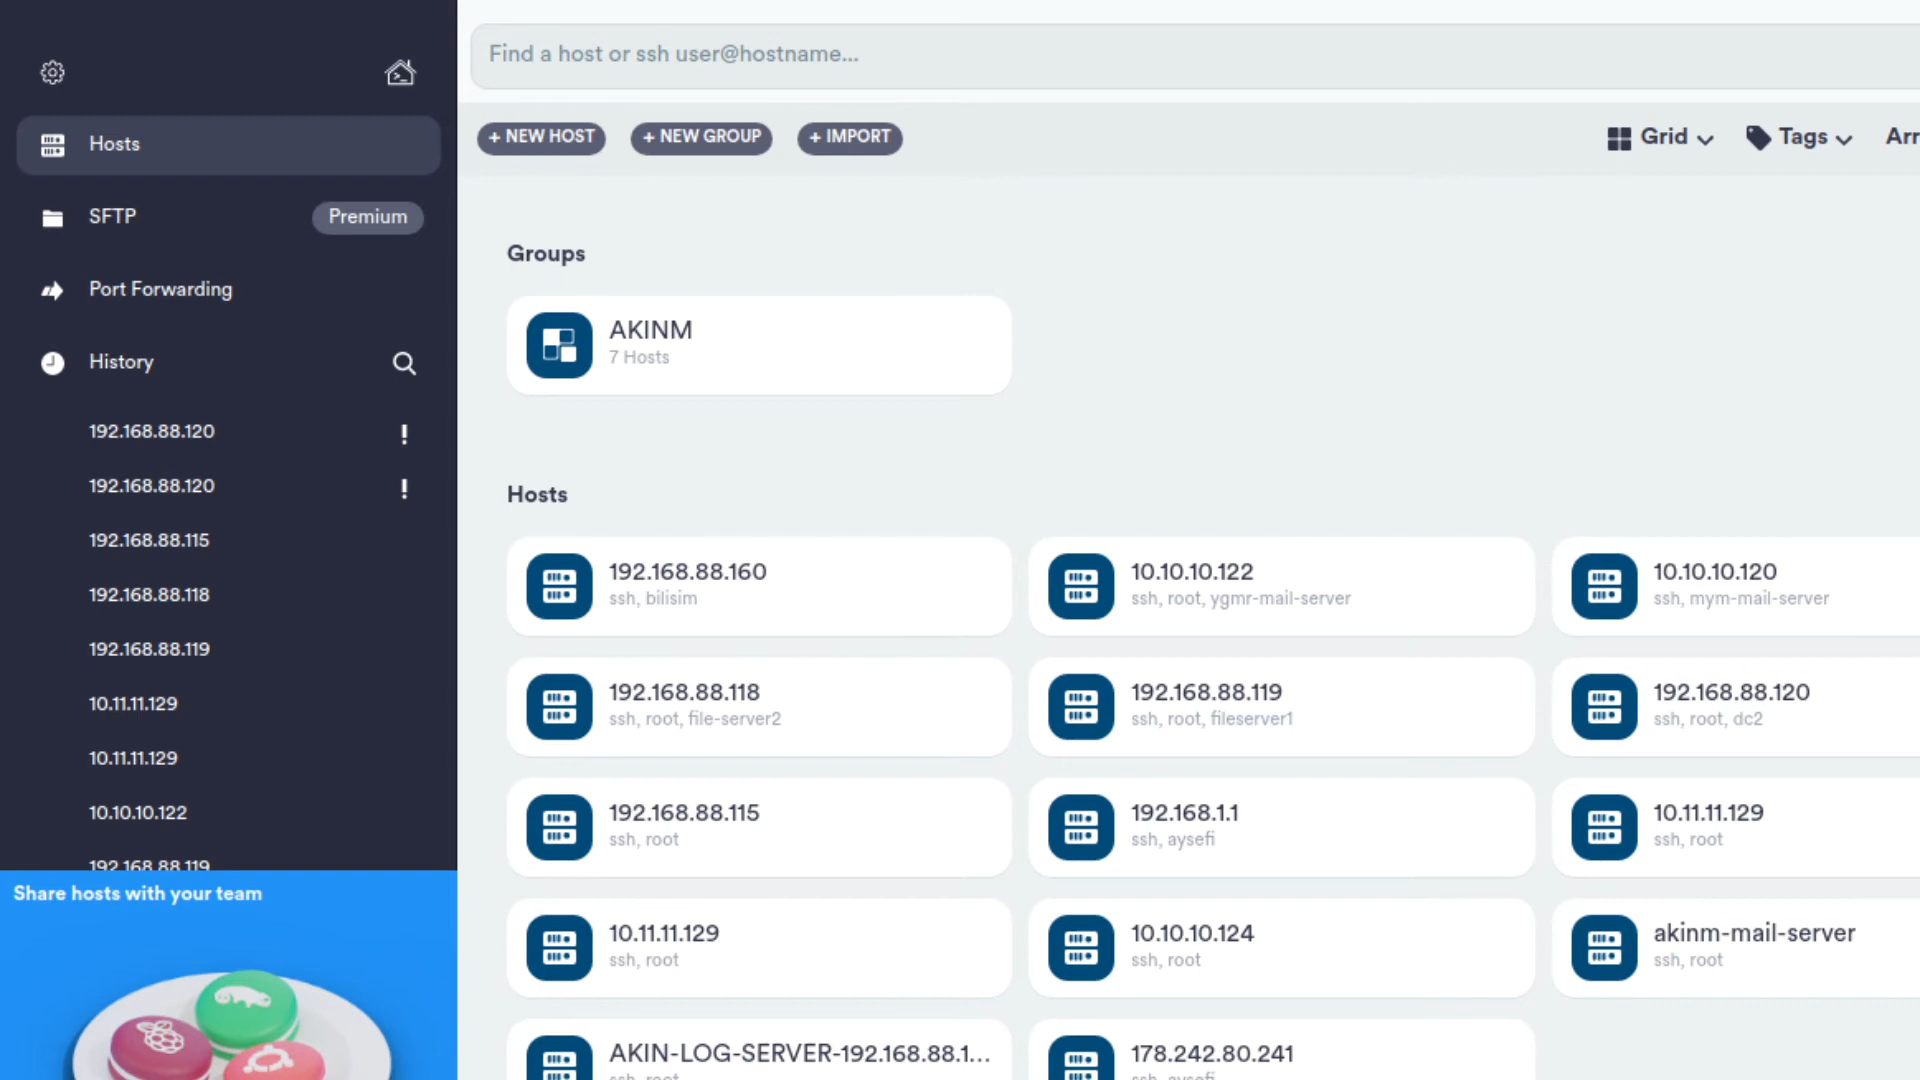 Find a host or ssh user@hostname...
Hosts
SFTP
Premium
Port Forwarding
History
192.168.88.120
!
192.168.88.120
!
192.168.88.115
192.168.88.118
192.168.88.119
10.11.11.129
10.11.11.129
10.10.10.122
192.168.88.119
Share hosts with your team
+ NEW HOST
+ NEW GROUP
+ IMPORT
Grid
Tags
Groups
AKINM
7 Hosts
Hosts
192.168.88.160
ssh, bilisim
10.10.10.122
ssh, root, ygmr-mail-server
10.10.10.120
ssh, mym-mail-server
192.168.88.118
ssh, root, file-server2
192.168.88.119
ssh, root, fileserver1
192.168.88.120
ssh, root, dc2
192.168.88.115
ssh, root
192.168.1.1
ssh, aysefi
10.11.11.129
ssh, root
10.11.11.129
ssh, root
10.10.10.124
ssh, root
akinm-mail-server
ssh, root
AKIN-LOG-SERVER-192.168.88.1...
ssh, root
178.242.80.241
ssh, aysefi